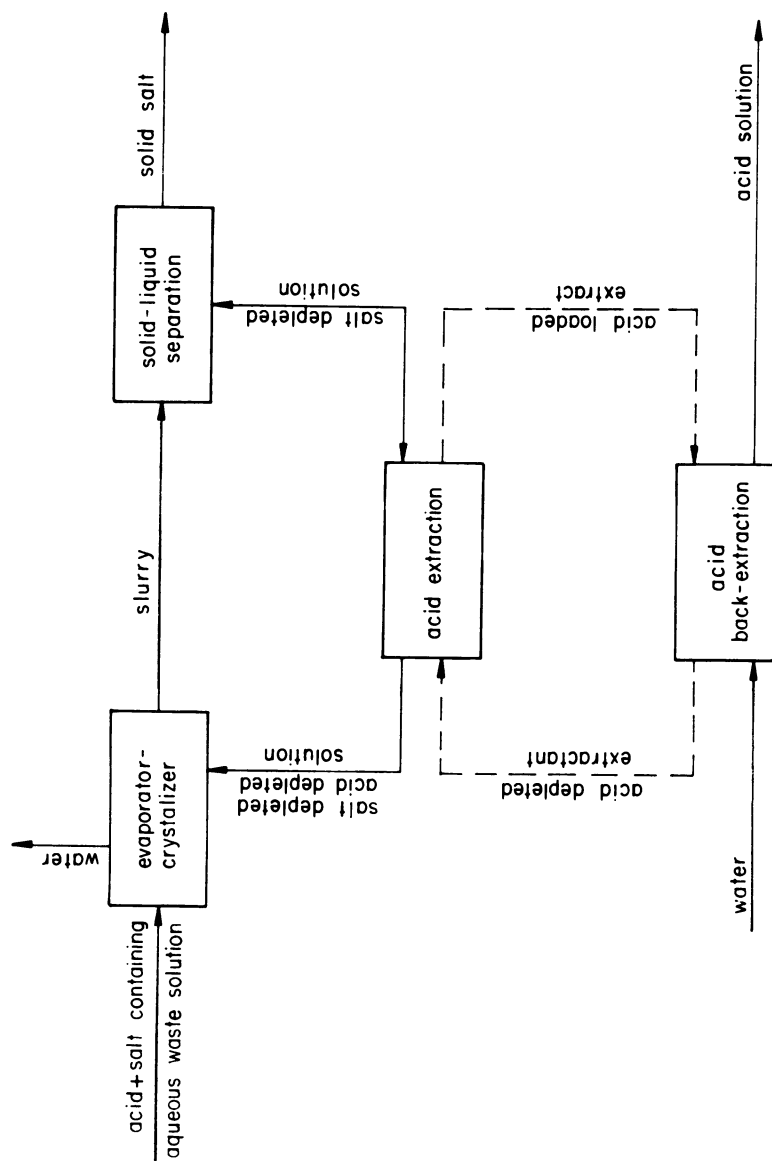 acid+salt containing
aqueous waste solution
water
evaporator-
crystalizer
slurry
solid-liquid
separation
solid salt
salt depleted
acid depleted
solution
salt depleted
solution
acid extraction
acid depleted
extractant
acid loaded
extract
water
acid
back-extraction
acid solution